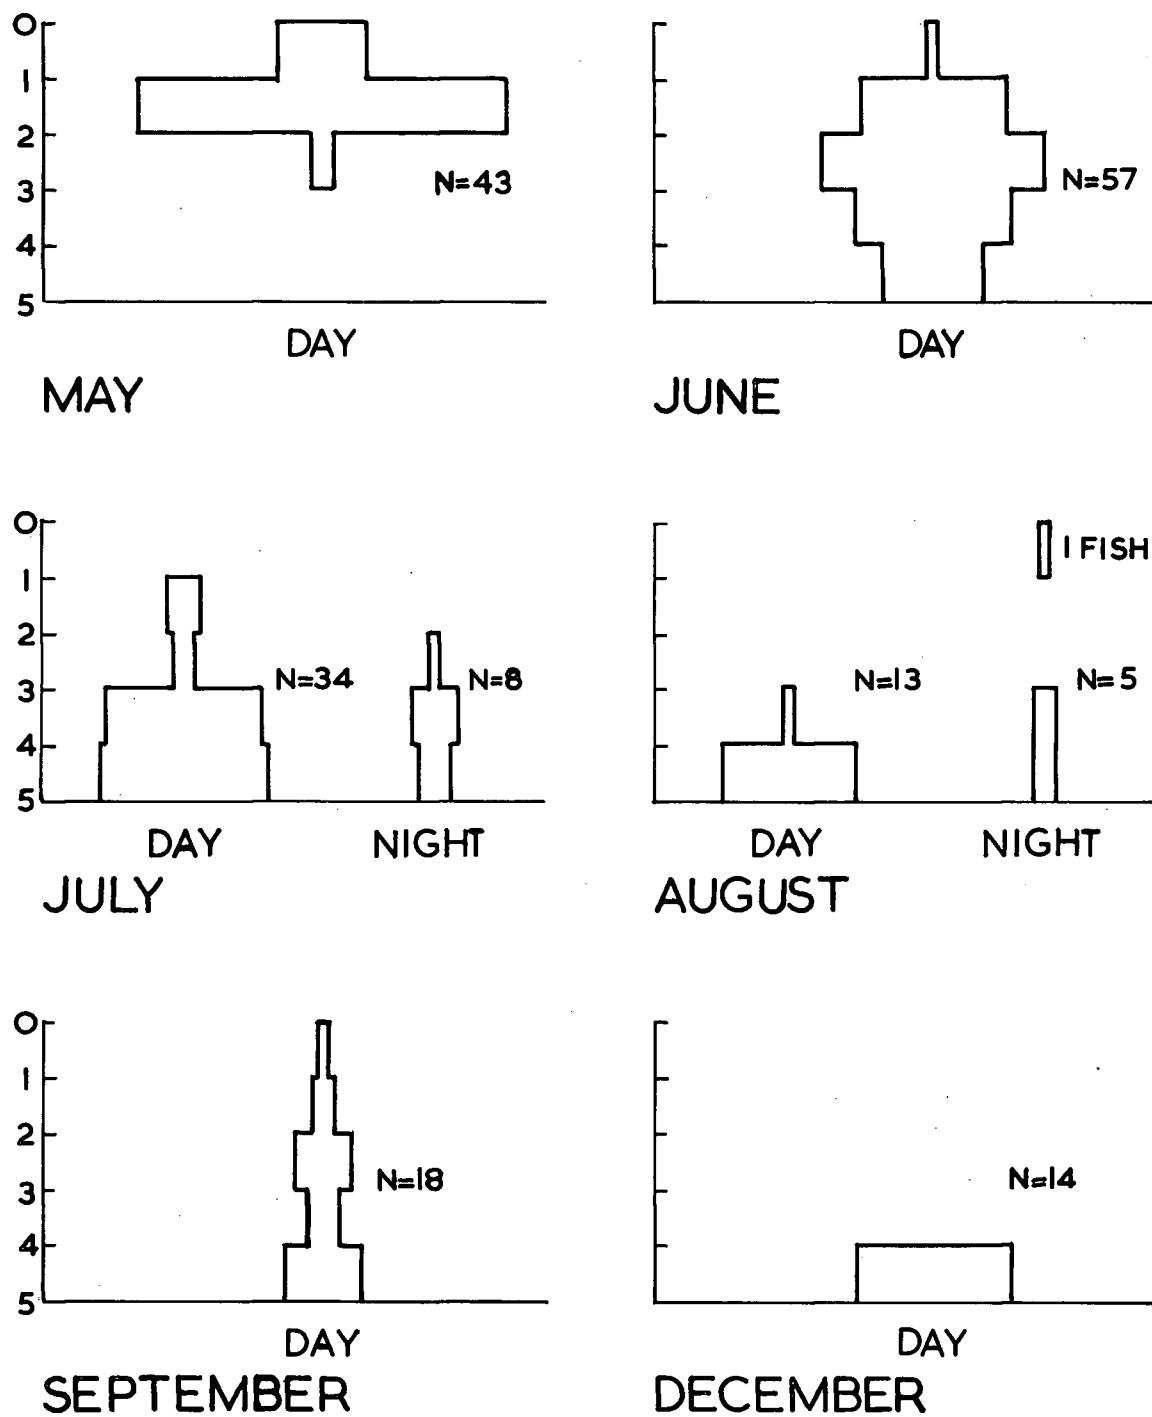 0
1
2
3
4
5
N=43
DAY
MAY
N=57
DAY
JUNE
0
1
2
3
4
5
N=34
N=8
DAY
NIGHT
JULY
1 FISH
N=13
N=5
DAY
NIGHT
AUGUST
0
1
2
3
4
5
N=18
DAY
SEPTEMBER
N=14
DAY
DECEMBER